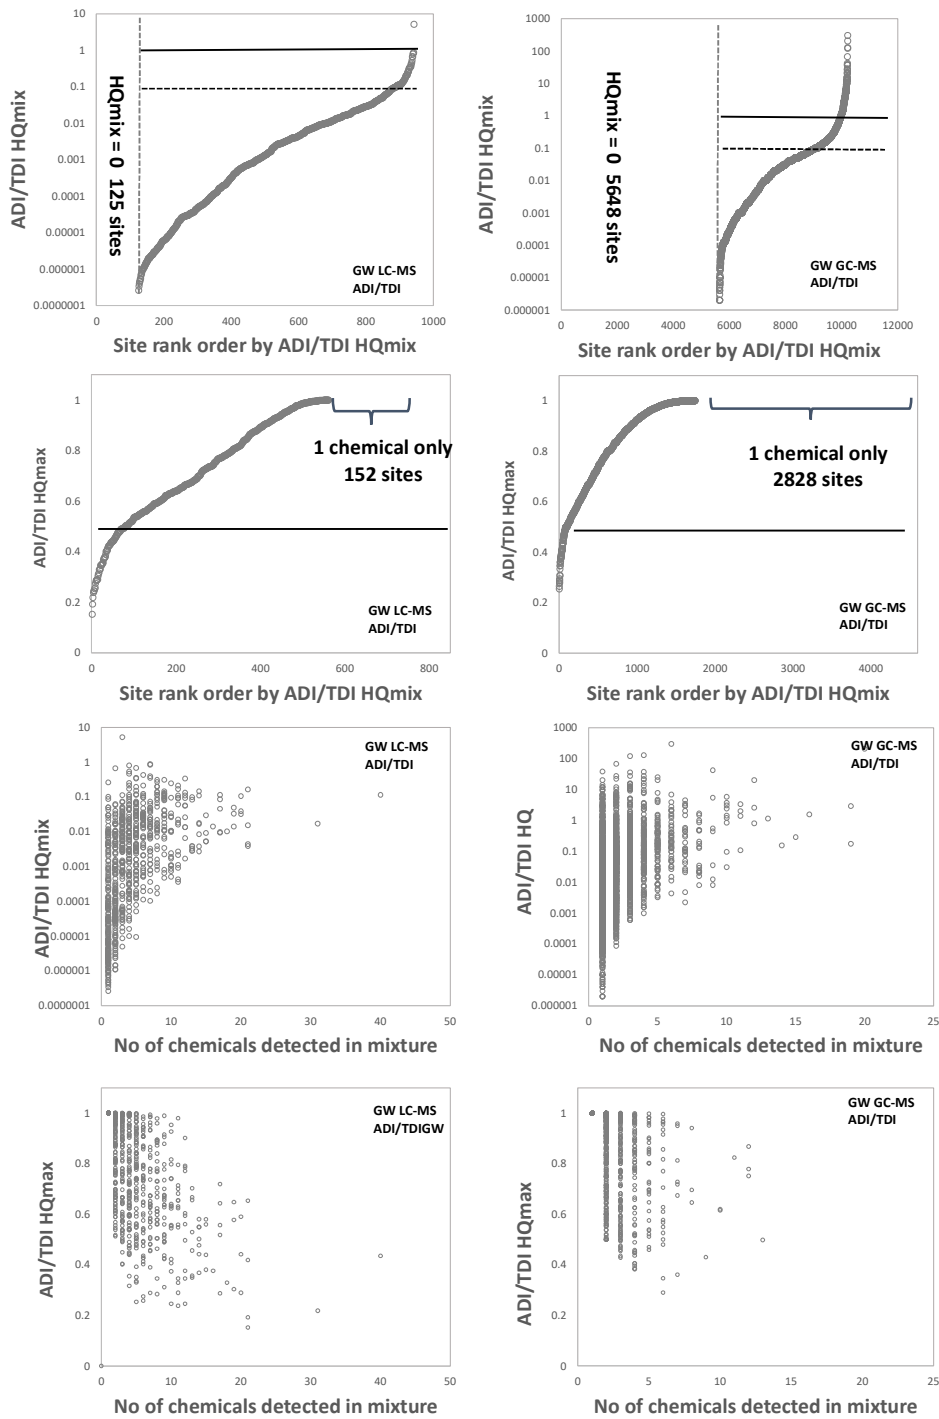 10
1
0.1
0.01
0.001
0.0001
0.00001
0.000001
0.0000001
ADI/TDI HQmix
HQmix = 0 125 sites
GW LC-MS
ADI/TDI
0 200 400 600 800 1000
Site rank order by ADI/TDI HQmix
1000
100
10
1
0.1
0.01
0.001
0.0001
0.00001
0.000001
ADI/TDI HQmix
HQmix = 0 5648 sites
GW GC-MS
ADI/TDI
0 2000 4000 6000 8000 10000 12000
Site rank order by ADI/TDI HQmix
1
0.8
0.6
0.4
0.2
0
ADI/TDI HQmax
1 chemical only
152 sites
GW LC-MS
ADI/TDI
0 200 400 600 800
Site rank order by ADI/TDI HQmix
1
0.8
0.6
0.4
0.2
0
ADI/TDI HQmax
1 chemical only
2828 sites
GW GC-MS
ADI/TDI
0 1000 2000 3000 4000
Site rank order by ADI/TDI HQmix
10
1
0.1
0.01
0.001
0.0001
0.00001
0.000001
0.0000001
ADI/TDI HQmix
GW LC-MS
ADI/TDI
0 10 20 30 40 50
No of chemicals detected in mixture
1000
100
10
1
0.1
0.01
0.001
0.0001
0.00001
0.000001
ADI/TDI HQ
GW GC-MS
ADI/TDI
0 5 10 15 20 25
No of chemicals detected in mixture
1
0.8
0.6
0.4
0.2
0
ADI/TDI HQmax
GW LC-MS
ADI/TDIGW
0 10 20 30 40 50
No of chemicals detected in mixture
1
0.8
0.6
0.4
0.2
0
ADI/TDI HQmax
GW GC-MS
ADI/TDI
0 5 10 15 20 25
No of chemicals detected in mixture